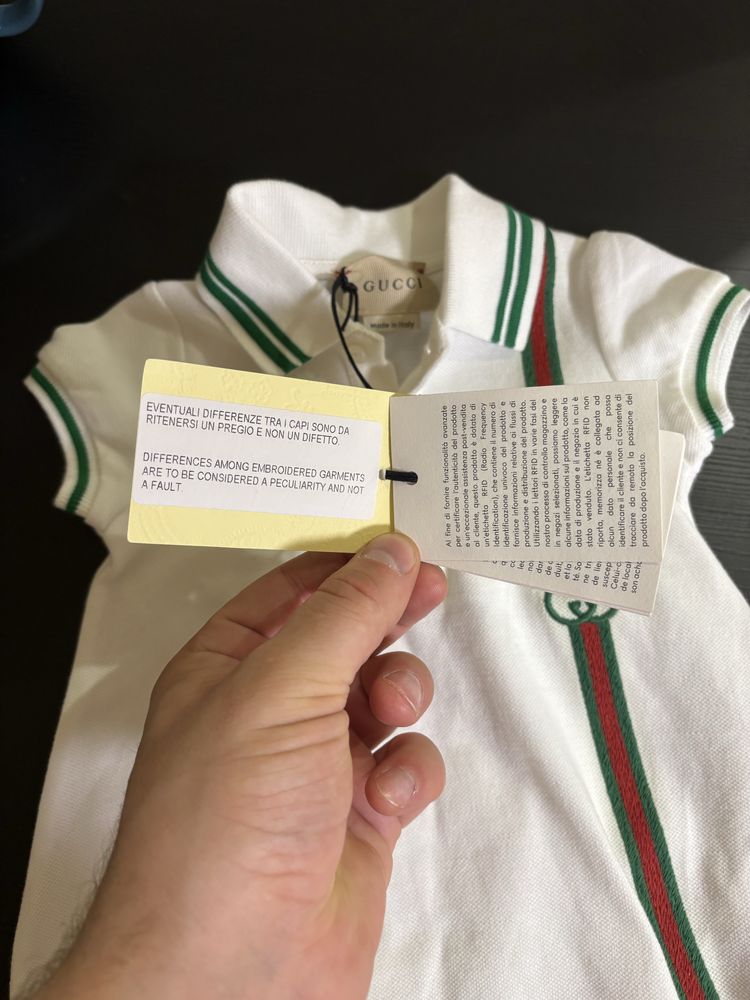 GUCCI
made in Italy
EVENTUALI DIFFERENZE TRA I CAPI SONO DA
RITENERSI UN PREGIO E NON UN DIFETTO.
DIFFERENCES AMONG EMBROIDERED GARMENTS
ARE TO BE CONSIDERED A PECULIARITY AND NOT
A FAULT.
Al fine di fornire funzionalità avanzate
per certificare l'autenticità del prodotto
e un'eccezionale assistenza post-vendita
al cliente, questo prodotto è dotato di
un'etichetta RFID (Radio Frequency
Identification), che contiene il numero di
identificazione univoco del prodotto e
fornisce informazioni relative ai flussi di
produzione e distribuzione del prodotto.
Utilizzando i lettori RFID in varie fasi del
nostro processo di controllo magazzino e
in negozi selezionati, possiamo leggere
alcune informazioni sul prodotto, come la
data di produzione e il negozio in cui è
stato venduto. L'etichetta RFID non
riporta, memorizza né è collegata ad
alcun dato personale che possa
identificare il cliente e non ci consente di
tracciare da remoto la posizione del
prodotto dopo l'acquisto.